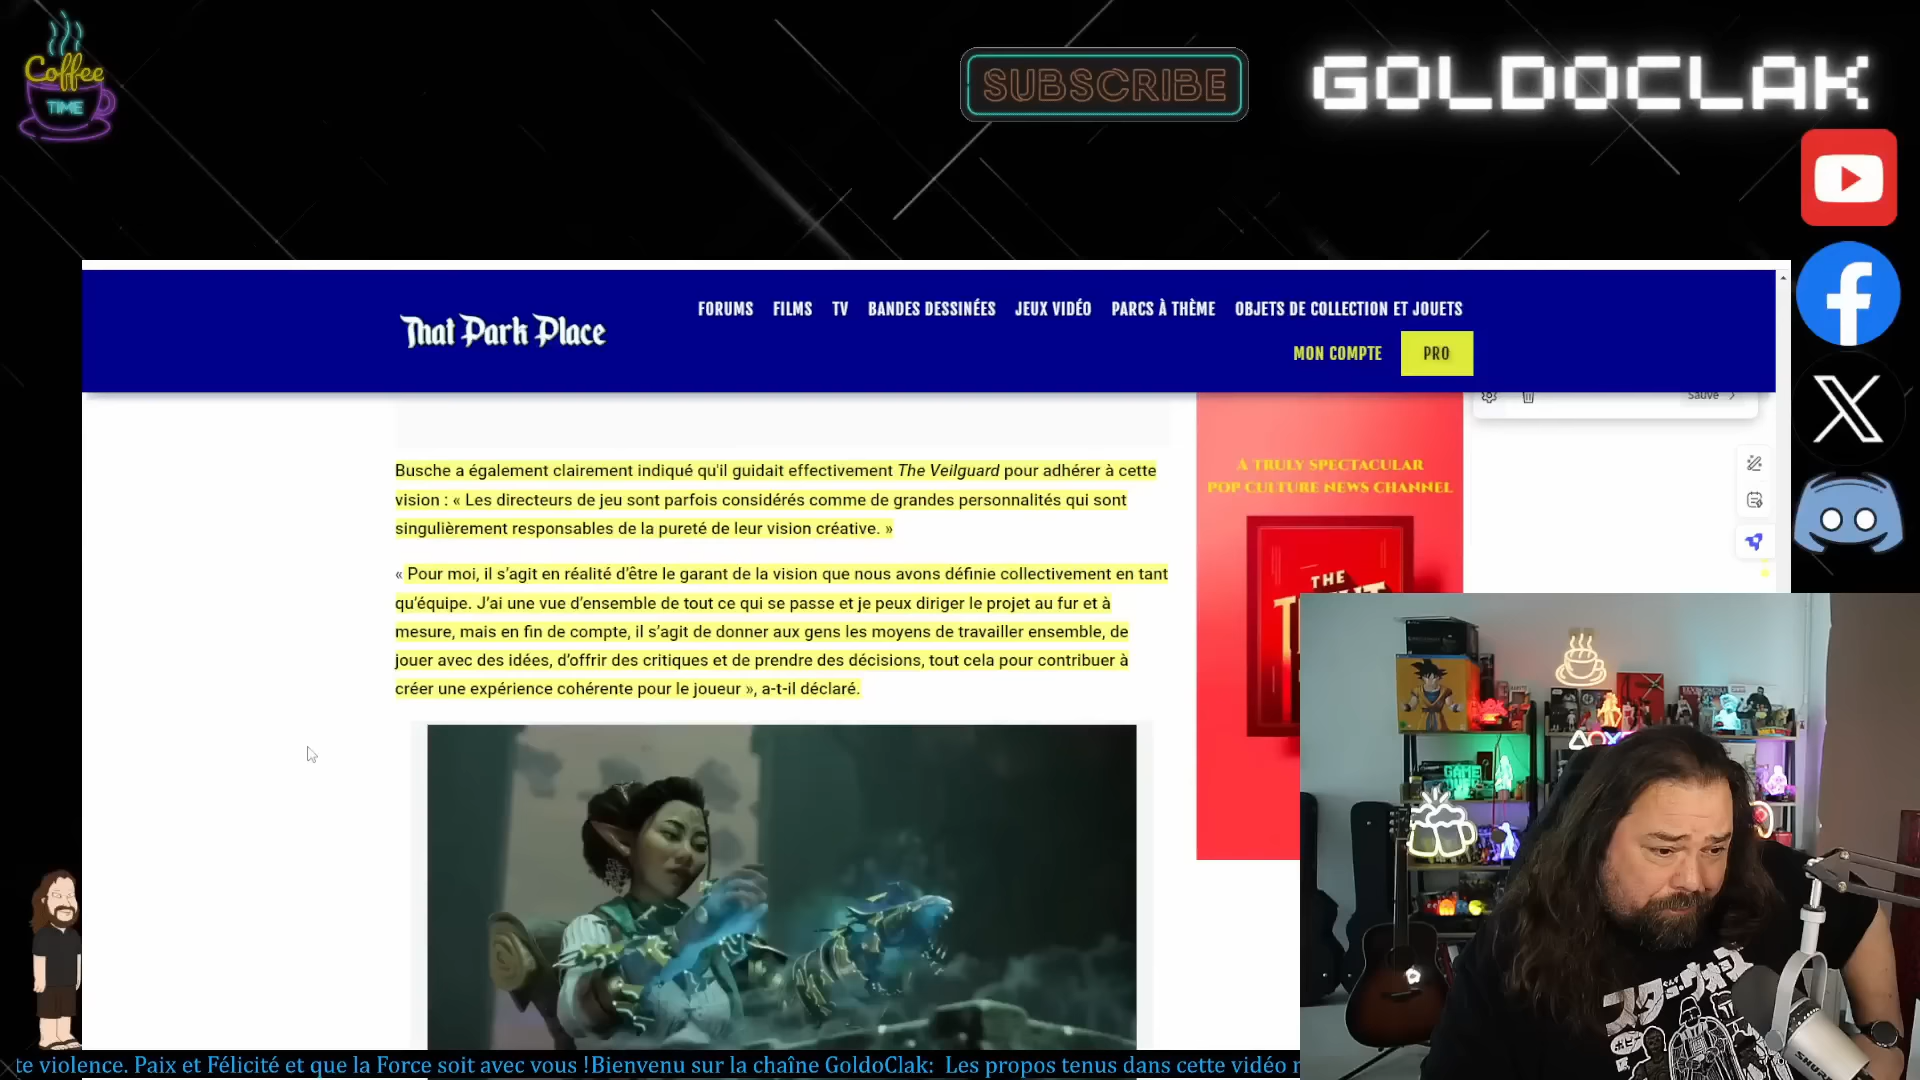 Coffee
TIME
SUBSCRIBE
GOLDOCLAK
That Park Place
FORUMS FILMS TV BANDES DESSINÉES JEUX VIDÉO PARCS À THÈME OBJETS DE COLLECTION ET JOUETS
MON COMPTE PRO
Sauve
Busche a également clairement indiqué qu'il guidait effectivement The Veilguard pour adhérer à cette
vision : « Les directeurs de jeu sont parfois considérés comme de grandes personnalités qui sont
singulièrement responsables de la pureté de leur vision créative. »
« Pour moi, il s’agit en réalité d’être le garant de la vision que nous avons définie collectivement en tant
qu’équipe. J’ai une vue d’ensemble de tout ce qui se passe et je peux diriger le projet au fur et à
mesure, mais en fin de compte, il s’agit de donner aux gens les moyens de travailler ensemble, de
jouer avec des idées, d’offrir des critiques et de prendre des décisions, tout cela pour contribuer à
créer une expérience cohérente pour le joueur », a-t-il déclaré.
A TRULY SPECTACULAR
POP CULTURE NEWS CHANNEL
THE
GAME
OVER
SHURE
te violence. Paix et Félicité et que la Force soit avec vous !Bienvenu sur la chaîne GoldoClak: Les propos tenus dans cette vidéo